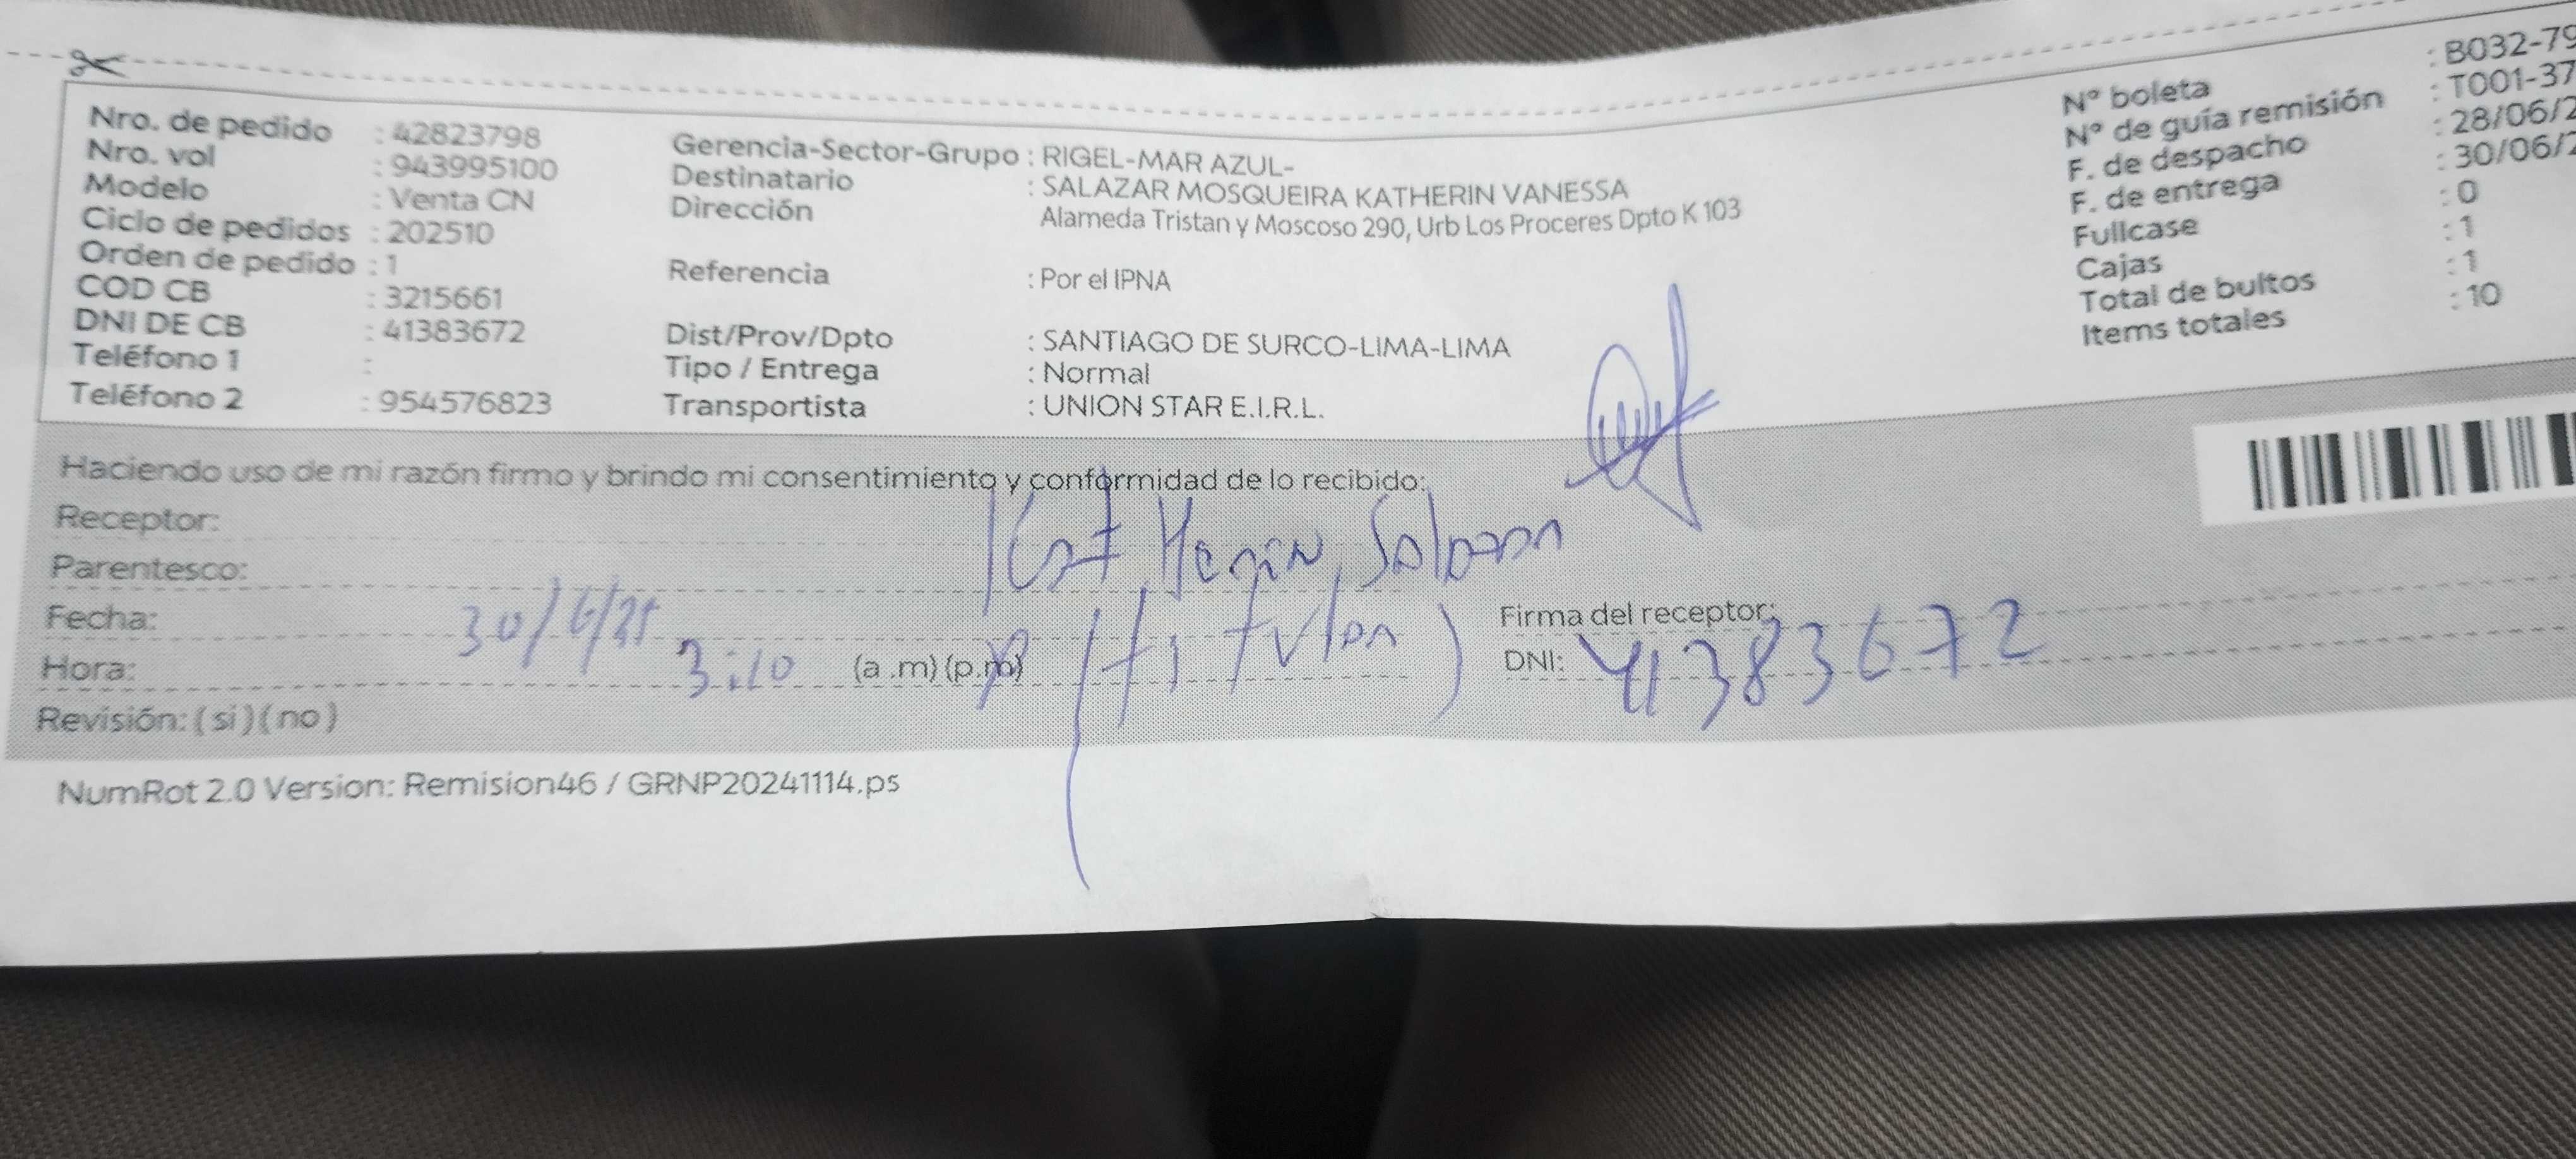 Nro. de pedido : 42823798
Nro. vol : 943995100
Modelo : Venta CN
Ciclo de pedidos : 202510
Orden de pedido : 1
COD CB : 3215661
DNI DE CB : 41383672
Teléfono 1 :
Teléfono 2 : 954576823
Gerencia-Sector-Grupo : RIGEL-MAR AZUL-
Destinatario : SALAZAR MOSQUEIRA KATHERIN VANESSA
Dirección Alameda Tristan y Moscoso 290, Urb Los Proceres Dpto K 103
Referencia : Por el IPNA
Dist/Prov/Dpto : SANTIAGO DE SURCO-LIMA-LIMA
Tipo / Entrega : Normal
Transportista : UNION STAR E.I.R.L.
N° boleta : B032-79
N° de guía remisión : T001-37
F. de despacho : 28/06/2
F. de entrega : 30/06/2
Fullcase : 0
Cajas : 1
Total de bultos : 1
Items totales : 10
Haciendo uso de mi razón firmo y brindo mi consentimiento y conformidad de lo recibido:
Receptor: Katherin Salazar
Parentesco:
Fecha: 30/6/25 (titular) Firma del receptor:
Hora: 3:10 (a .m) (p.m) DNI: 41383672
Revisión: ( si ) ( no )
NumRot 2.0 Version: Remision46 / GRNP20241114.ps